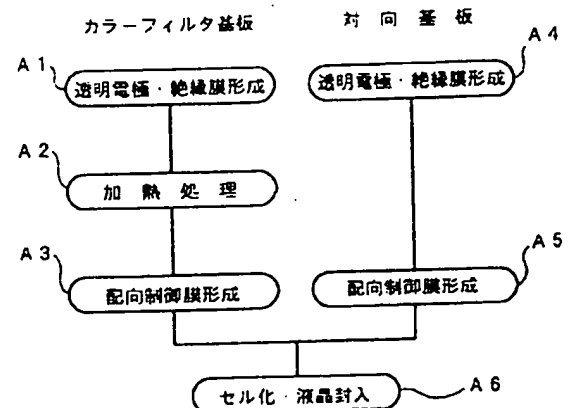 カラーフィルタ基板
対向基板
A1
透明電極・絶縁膜形成
A4
透明電極・絶縁膜形成
A2
加熱処理
A3
配向制御膜形成
A5
配向制御膜形成
A6
セル化・液晶封入